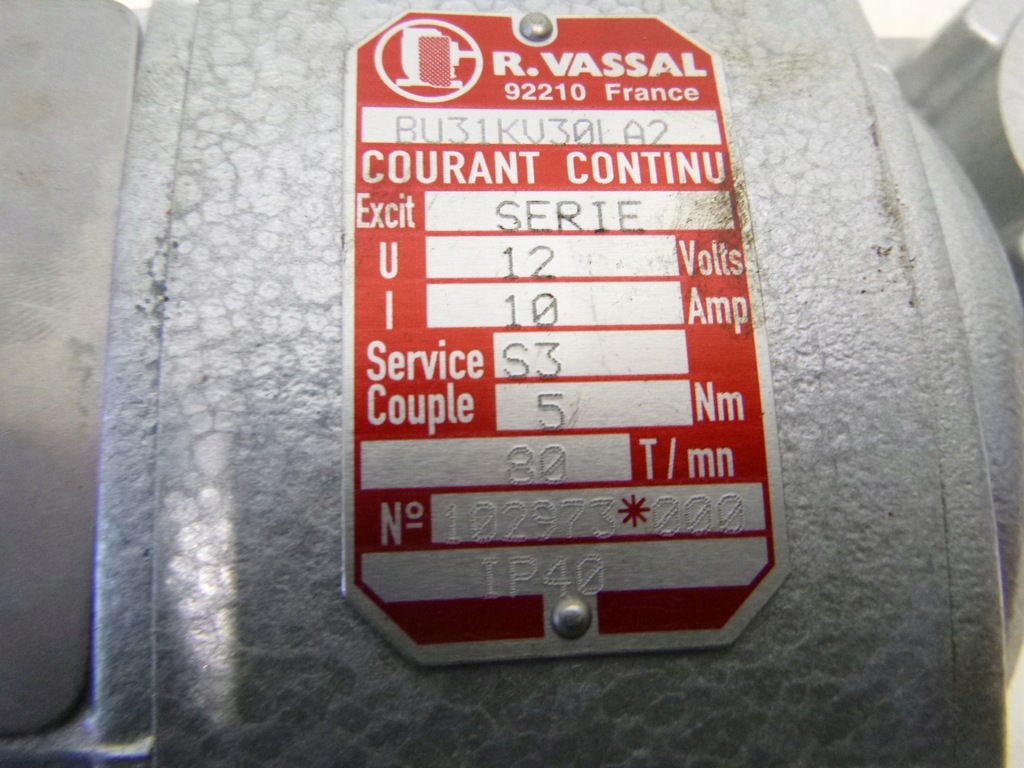 R.VASSAL
92210 France
BU31KV30LA2
COURANT CONTINU
Excit SERIE
U 12 Volts
I 10 Amp
Service S3
Couple 5 Nm
80 T/mn
Nº 102973*000
IP40